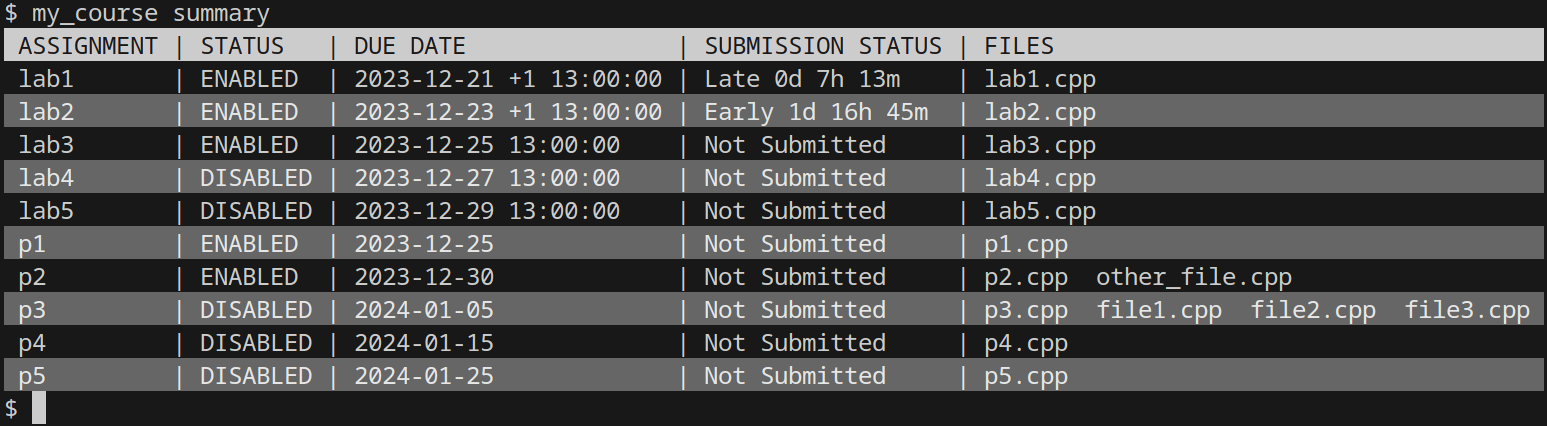 $ my_course summary
ASSIGNMENT | STATUS   | DUE DATE               | SUBMISSION STATUS | FILES
lab1       | ENABLED  | 2023-12-21 +1 13:00:00 | Late 0d 7h 13m    | lab1.cpp
lab2       | ENABLED  | 2023-12-23 +1 13:00:00 | Early 1d 16h 45m  | lab2.cpp
lab3       | ENABLED  | 2023-12-25 13:00:00    | Not Submitted     | lab3.cpp
lab4       | DISABLED | 2023-12-27 13:00:00    | Not Submitted     | lab4.cpp
lab5       | DISABLED | 2023-12-29 13:00:00    | Not Submitted     | lab5.cpp
p1         | ENABLED  | 2023-12-25             | Not Submitted     | p1.cpp
p2         | ENABLED  | 2023-12-30             | Not Submitted     | p2.cpp  other_file.cpp
p3         | DISABLED | 2024-01-05             | Not Submitted     | p3.cpp  file1.cpp  file2.cpp  file3.cpp
p4         | DISABLED | 2024-01-15             | Not Submitted     | p4.cpp
p5         | DISABLED | 2024-01-25             | Not Submitted     | p5.cpp
$